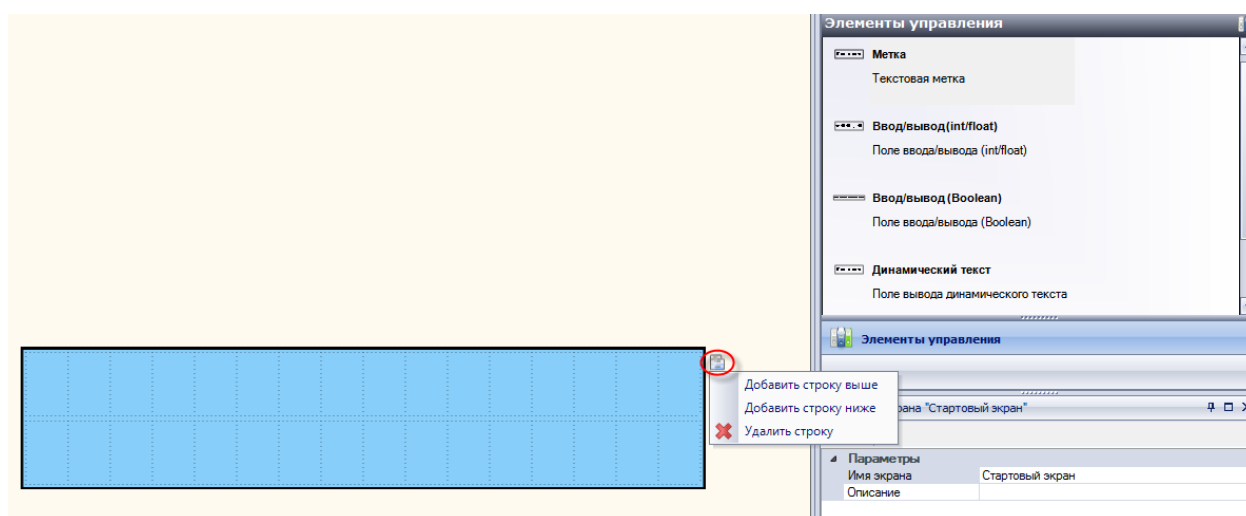 Элементы управления
Метка
Текстовая метка
Ввод/вывод(int/float)
Поле ввода/вывода (int/float)
Ввод/вывод (Boolean)
Поле ввода/вывода (Boolean)
Динамический текст
Поле вывода динамического текста
Элементы управления
Добавить строку выше
Добавить строку ниже
Удалить строку
рана "Стартовый экран"
Параметры
Имя экрана Стартовый экран
Описание